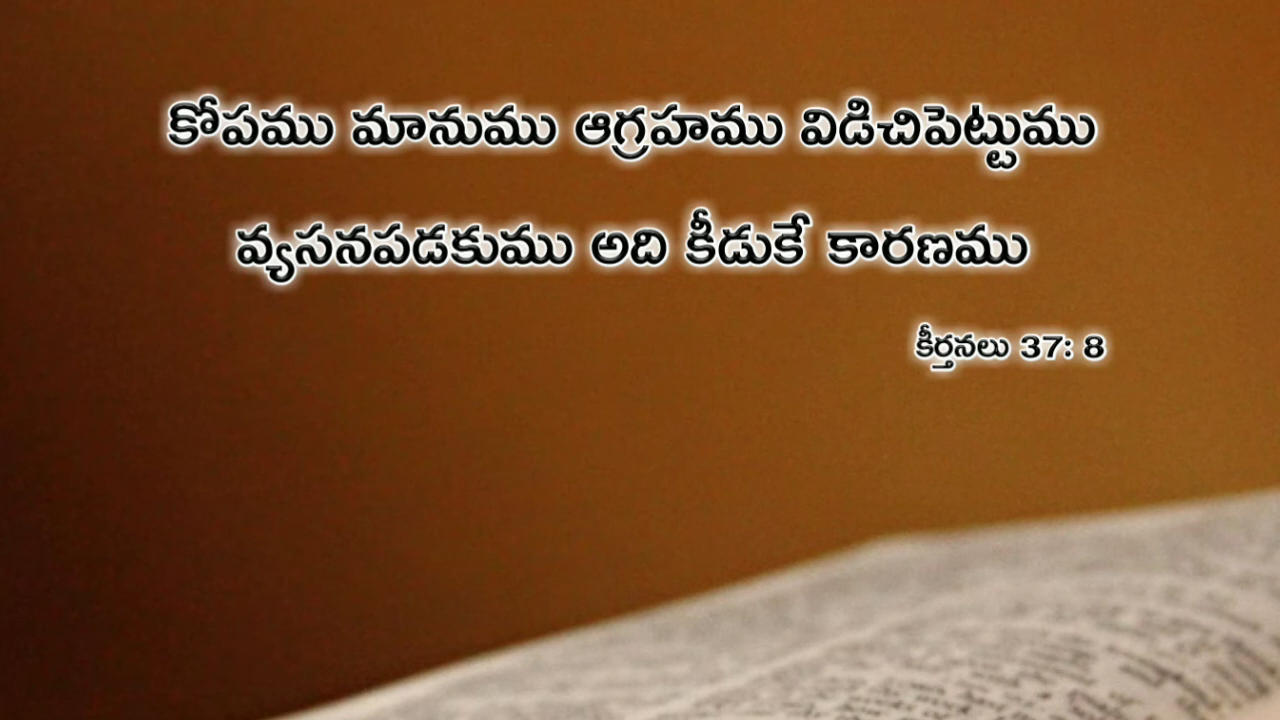 కోపము మానుము ఆగ్రహము విడిచిపెట్టుము
వ్యసనపడకుము అది కీడుకే కారణము
కీర్తనలు 37: 8